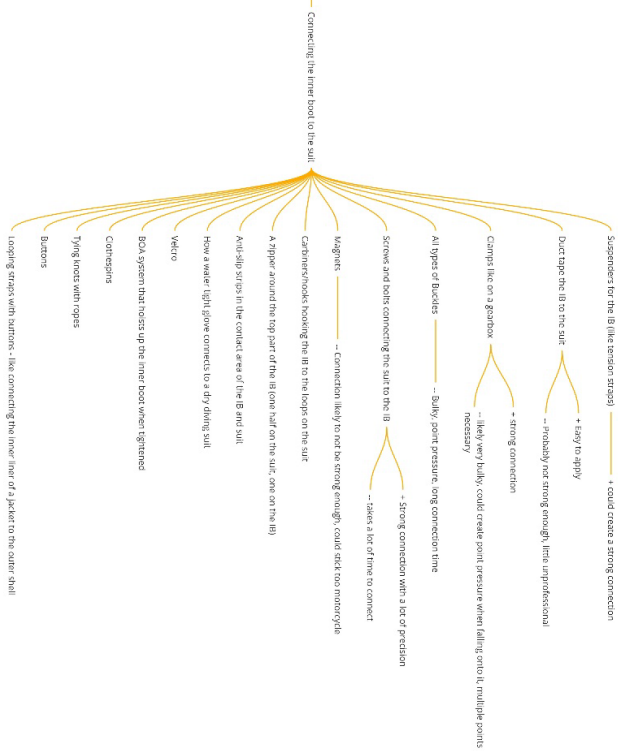 Connecting the inner boot to the suit
Suspenders for the IB (like tension straps)
+ could create a strong connection
Duct tape the IB to the suit
+ Easy to apply
-- Probably not strong enough, little unprofessional
Clamps like on a gearbox
+ strong connection
-- likely very bulky, could create point pressure when falling onto it, multiple points
necessary
Screws and bolts connecting the suit to the IB
+ Strong connection with a lot of precision
-- takes a lot of time to connect
All types of Buckles
-- Bulky, point pressure, long connection time
Magnets
-- Connection likely to not be strong enough, could stick too motorcycle
Carbiners/hooks hooking the IB to the loops on the suit
A zipper around the top part of the IB (one half on the suit, one on the IB)
Anti-slip strips in the contact area of the IB and suit
How a water tight glove connects to a dry diving suit
Velcro
BOA system that hoists up the inner boot when tightened
Clothespins
Tying knots with ropes
Buttons
Looping straps with buttons - like connecting the inner liner of a jacket to the outer shell